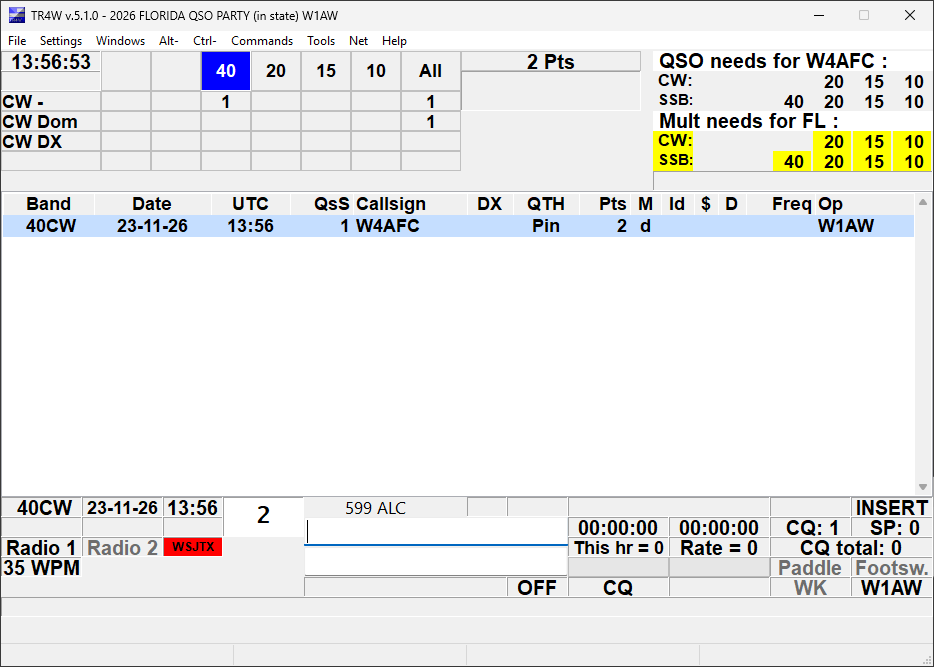 TR4W v.5.1.0 - 2026 FLORIDA QSO PARTY (in state) W1AW
File Settings Windows Alt- Ctrl- Commands Tools Net Help
13:56:53 40 20 15 10 All 2 Pts
CW - 1 1
CW Dom 1
CW DX
QSO needs for W4AFC :
CW: 20 15 10
SSB: 40 20 15 10
Mult needs for FL :
CW: 20 15 10
SSB: 40 20 15 10
Band Date UTC QsS Callsign DX QTH Pts M Id $ D Freq Op
40CW 23-11-26 13:56 1 W4AFC Pin 2 d W1AW
40CW 23-11-26 13:56 2 599 ALC INSERT
00:00:00 00:00:00 CQ: 1 SP: 0
Radio 1 Radio 2 WSJTX This hr = 0 Rate = 0 CQ total: 0
35 WPM Paddle Footsw.
OFF CQ WK W1AW